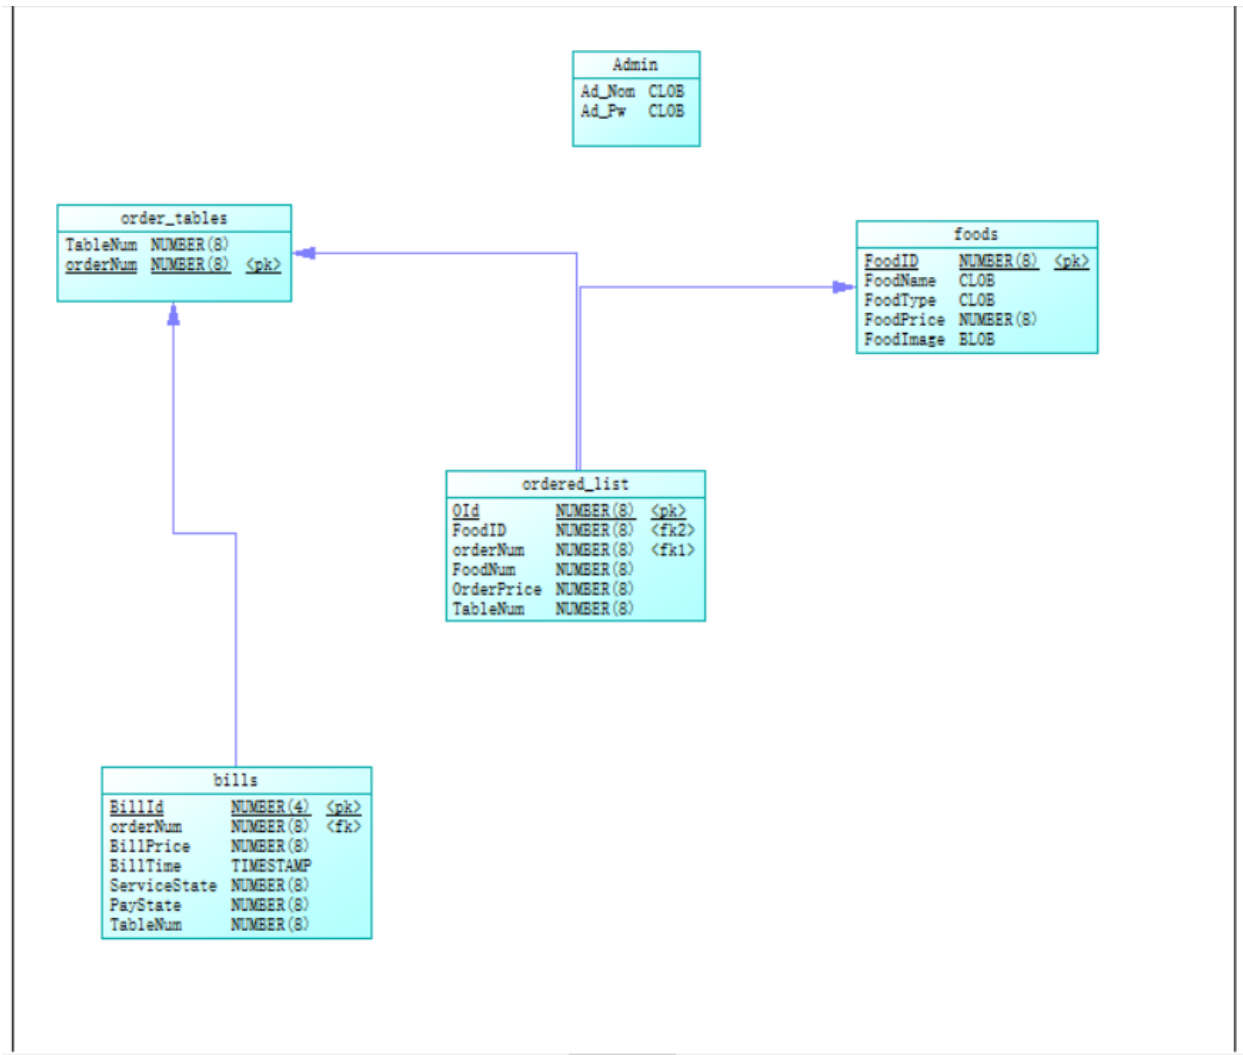 Admin
Ad_Nom CLOB
Ad_Pw CLOB
order_tables
TableNum NUMBER(8)
orderNum NUMBER(8) <pk>
foods
FoodID NUMBER(8) <pk>
FoodName CLOB
FoodType CLOB
FoodPrice NUMBER(8)
FoodImage BLOB
ordered_list
OId NUMBER(8) <pk>
FoodID NUMBER(8) <fk2>
orderNum NUMBER(8) <fk1>
FoodNum NUMBER(8)
OrderPrice NUMBER(8)
TableNum NUMBER(8)
bills
BillId NUMBER(4) <pk>
orderNum NUMBER(8) <fk>
BillPrice NUMBER(8)
BillTime TIMESTAMP
ServiceState NUMBER(8)
PayState NUMBER(8)
TableNum NUMBER(8)